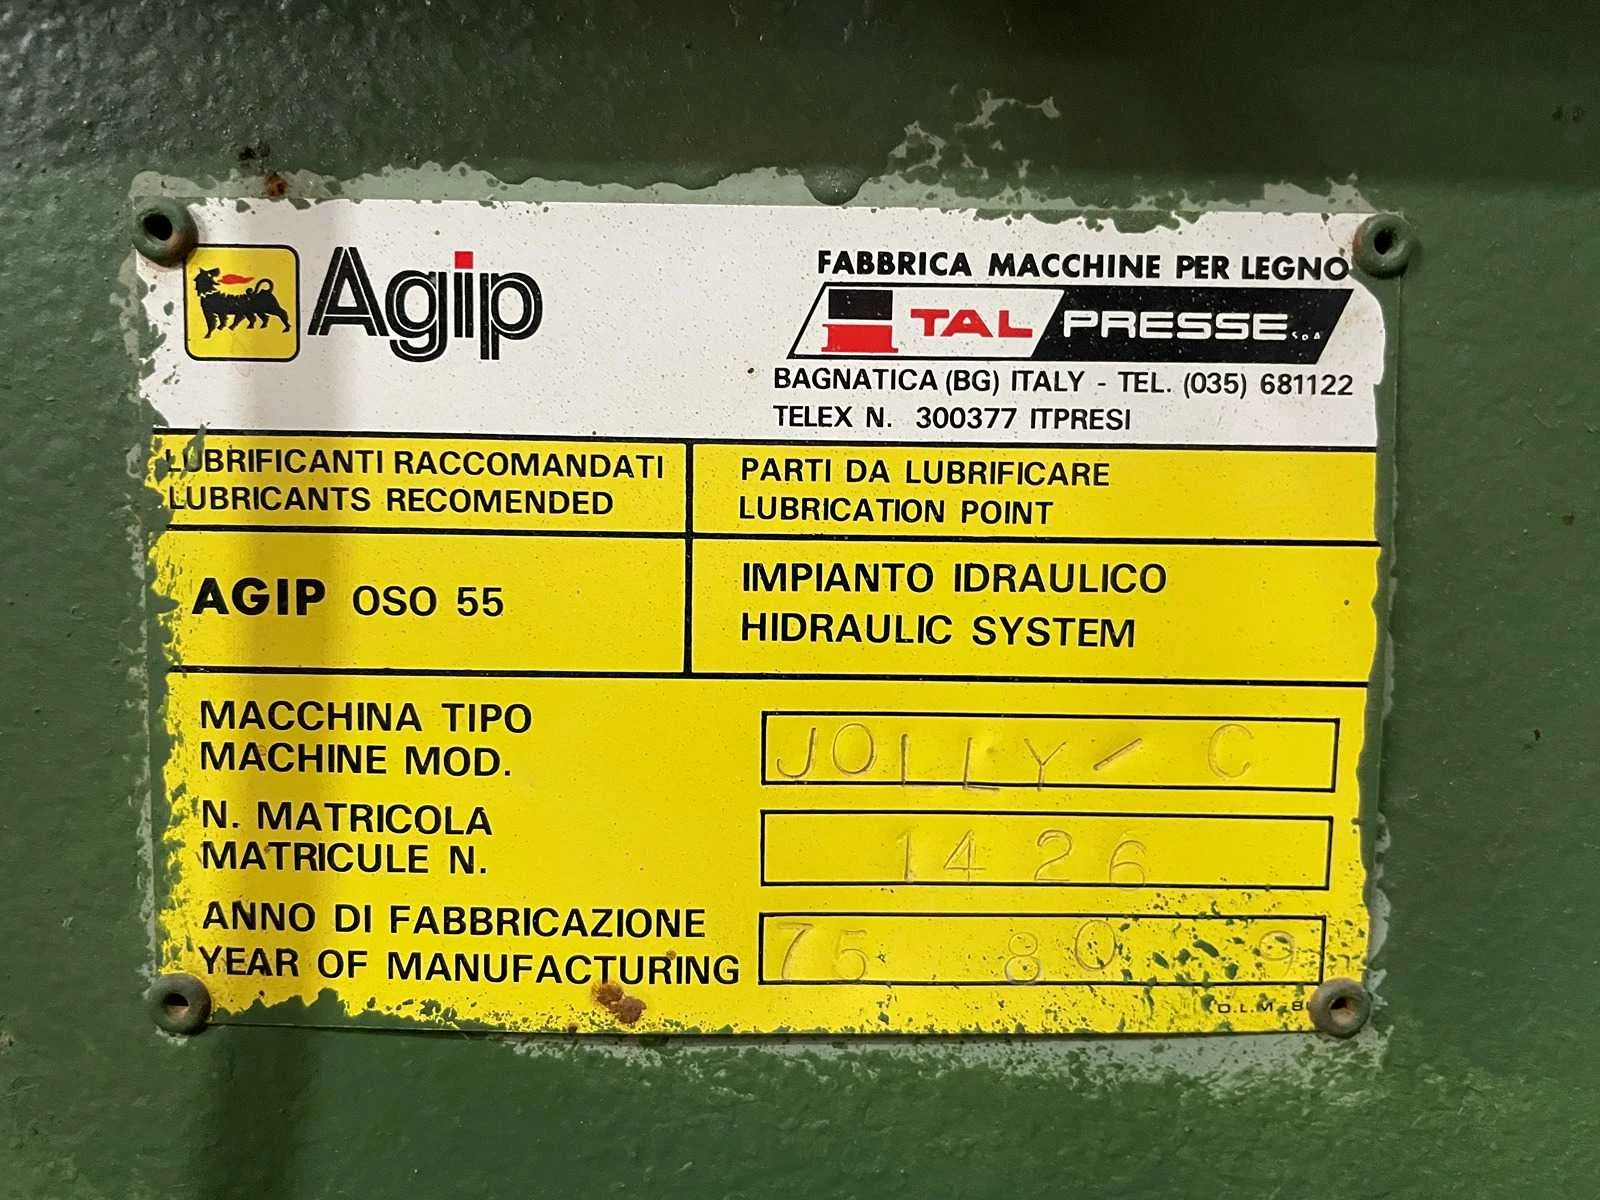 Agip
FABBRICA MACCHINE PER LEGNO
ITAL PRESSE S.p.A
BAGNATICA (BG) ITALY - TEL. (035) 681122
TELEX N. 300377 ITPRESI
LUBRIFICANTI RACCOMANDATI
LUBRICANTS RECOMENDED
PARTI DA LUBRIFICARE
LUBRICATION POINT
AGIP OSO 55
IMPIANTO IDRAULICO
HIDRAULIC SYSTEM
MACCHINA TIPO
MACHINE MOD.
JOLLY/ C
N. MATRICOLA
MATRICULE N.
1426
ANNO DI FABBRICAZIONE
YEAR OF MANUFACTURING
75 80 9
O.L.M.